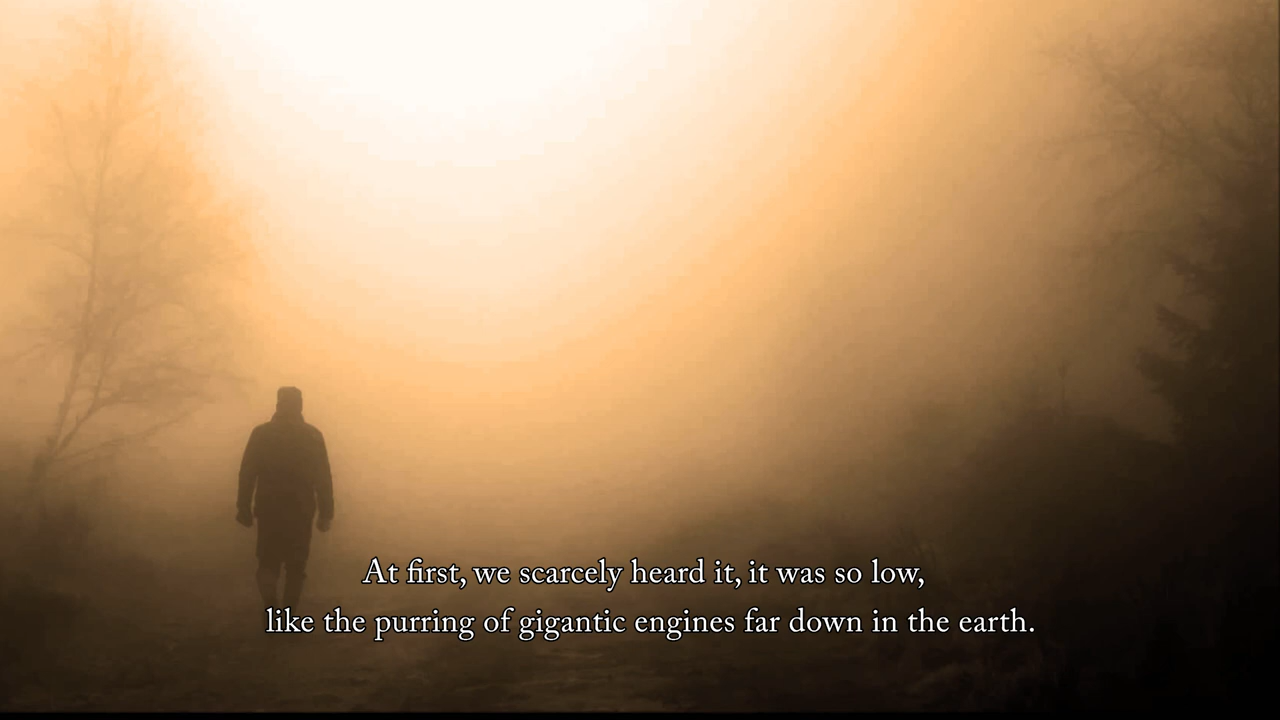 At first, we scarcely heard it, it was so low,
like the purring of gigantic engines far down in the earth.